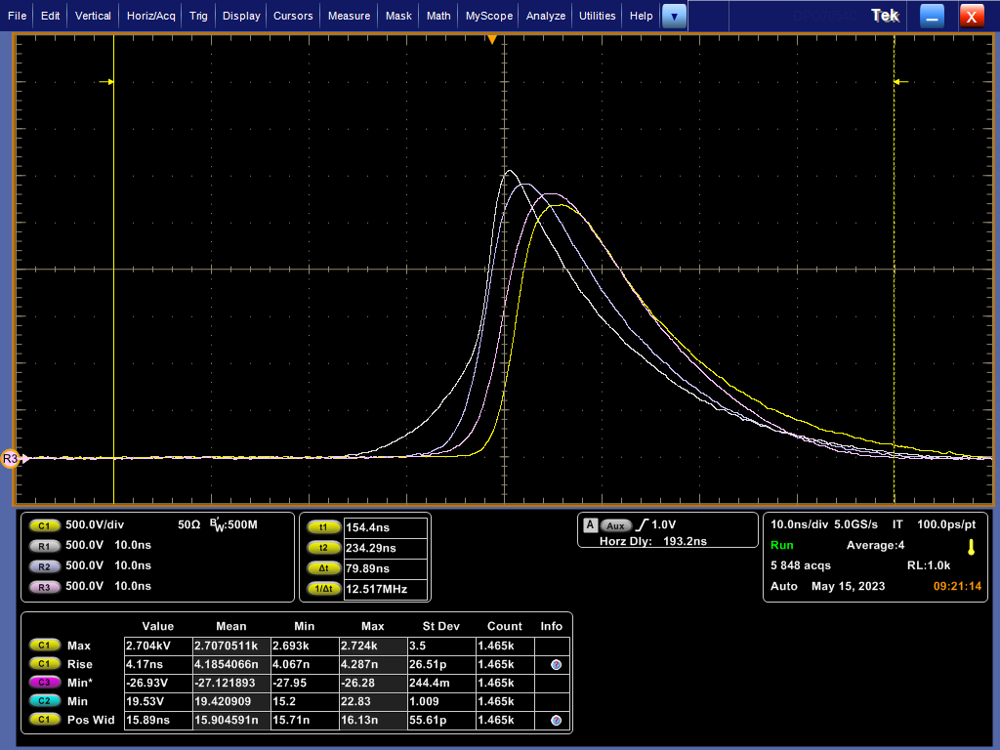 File Edit Vertical Horiz/Acq Trig Display Cursors Measure Mask Math MyScope Analyze Utilities Help Tek X
R3
C1 500.0V/div 50Ω BW:500M
R1 500.0V 10.0ns
R2 500.0V 10.0ns
R3 500.0V 10.0ns
t1 154.4ns
t2 234.29ns
Δt 79.89ns
1/Δt 12.517MHz
A Aux 1.0V
Horz Dly: 193.2ns
10.0ns/div 5.0GS/s IT 100.0ps/pt
Run Average:4
5 848 acqs RL:1.0k
Auto May 15, 2023 09:21:14
Value Mean Min Max St Dev Count Info
C1 Max 2.704kV 2.7070511k 2.693k 2.724k 3.5 1.465k
C1 Rise 4.17ns 4.1854066n 4.067n 4.287n 26.51p 1.465k
C3 Min* -26.93V -27.121893 -27.95 -26.28 244.4m 1.465k
C2 Min 19.53V 19.420909 15.2 22.83 1.009 1.465k
C1 Pos Wid 15.89ns 15.904591n 15.71n 16.13n 55.61p 1.465k